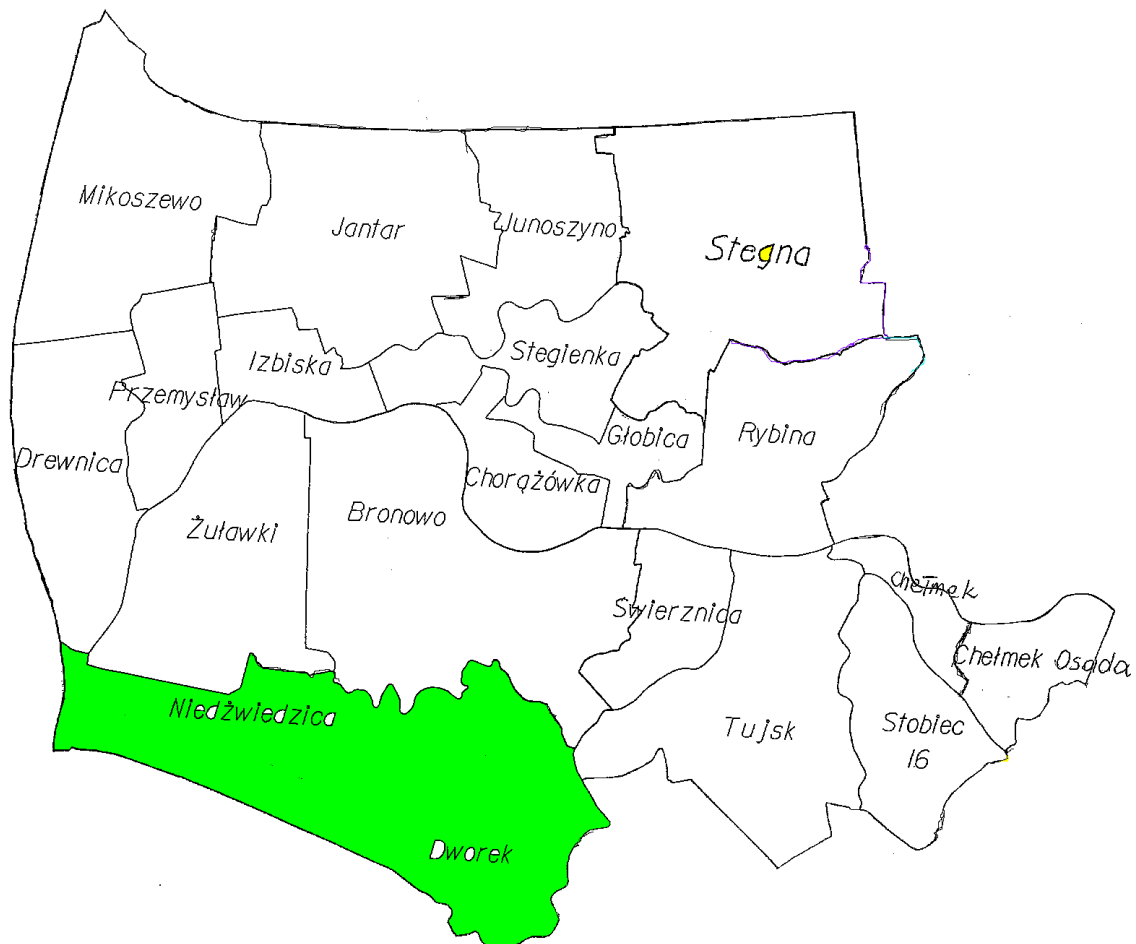 Mikoszewo
Jantar
Junoszyno
Stegna
Izbiska
Stegienka
Przemysław
Głobica
Rybina
Drewnica
Chorążówka
Żuławki
Bronowo
Chełmek
Świerznica
Chełmek Osada
Niedźwiedzica
Tujsk
Stobiec
16
Dworek